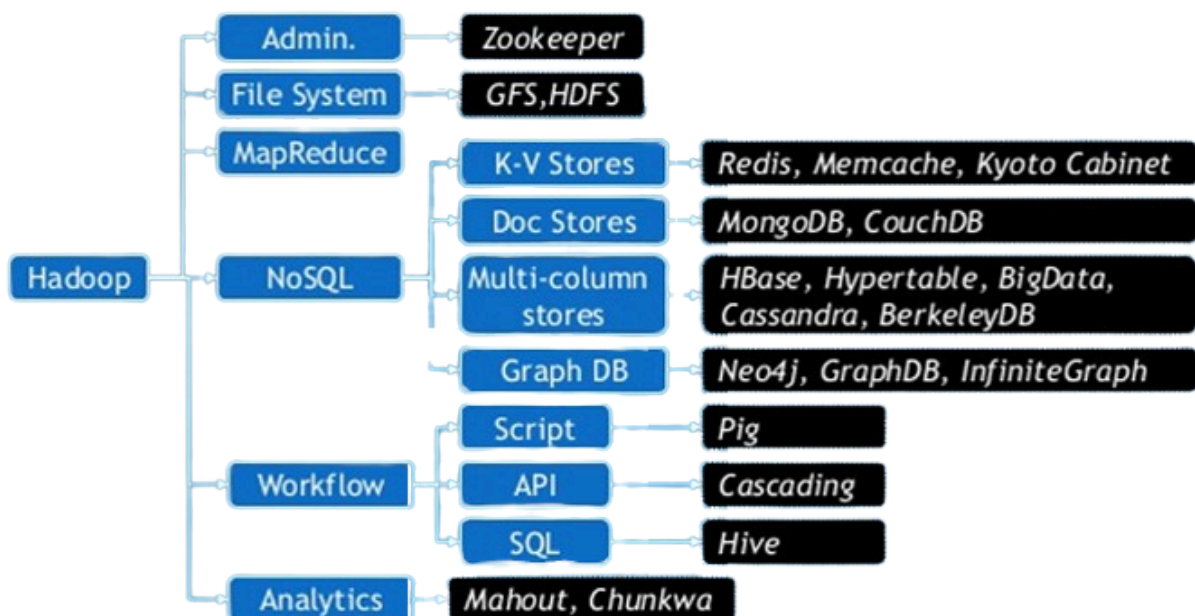 Admin.
Zookeeper
File System
GFS,HDFS
MapReduce
K-V Stores
Redis, Memcache, Kyoto Cabinet
Doc Stores
MongoDB, CouchDB
Hadoop
NoSQL
Multi-column
stores
HBase, Hypertable, BigData,
Cassandra, BerkeleyDB
Graph DB
Neo4j, GraphDB, InfiniteGraph
Script
Pig
Workflow
API
Cascading
SQL
Hive
Analytics
Mahout, Chunkwa